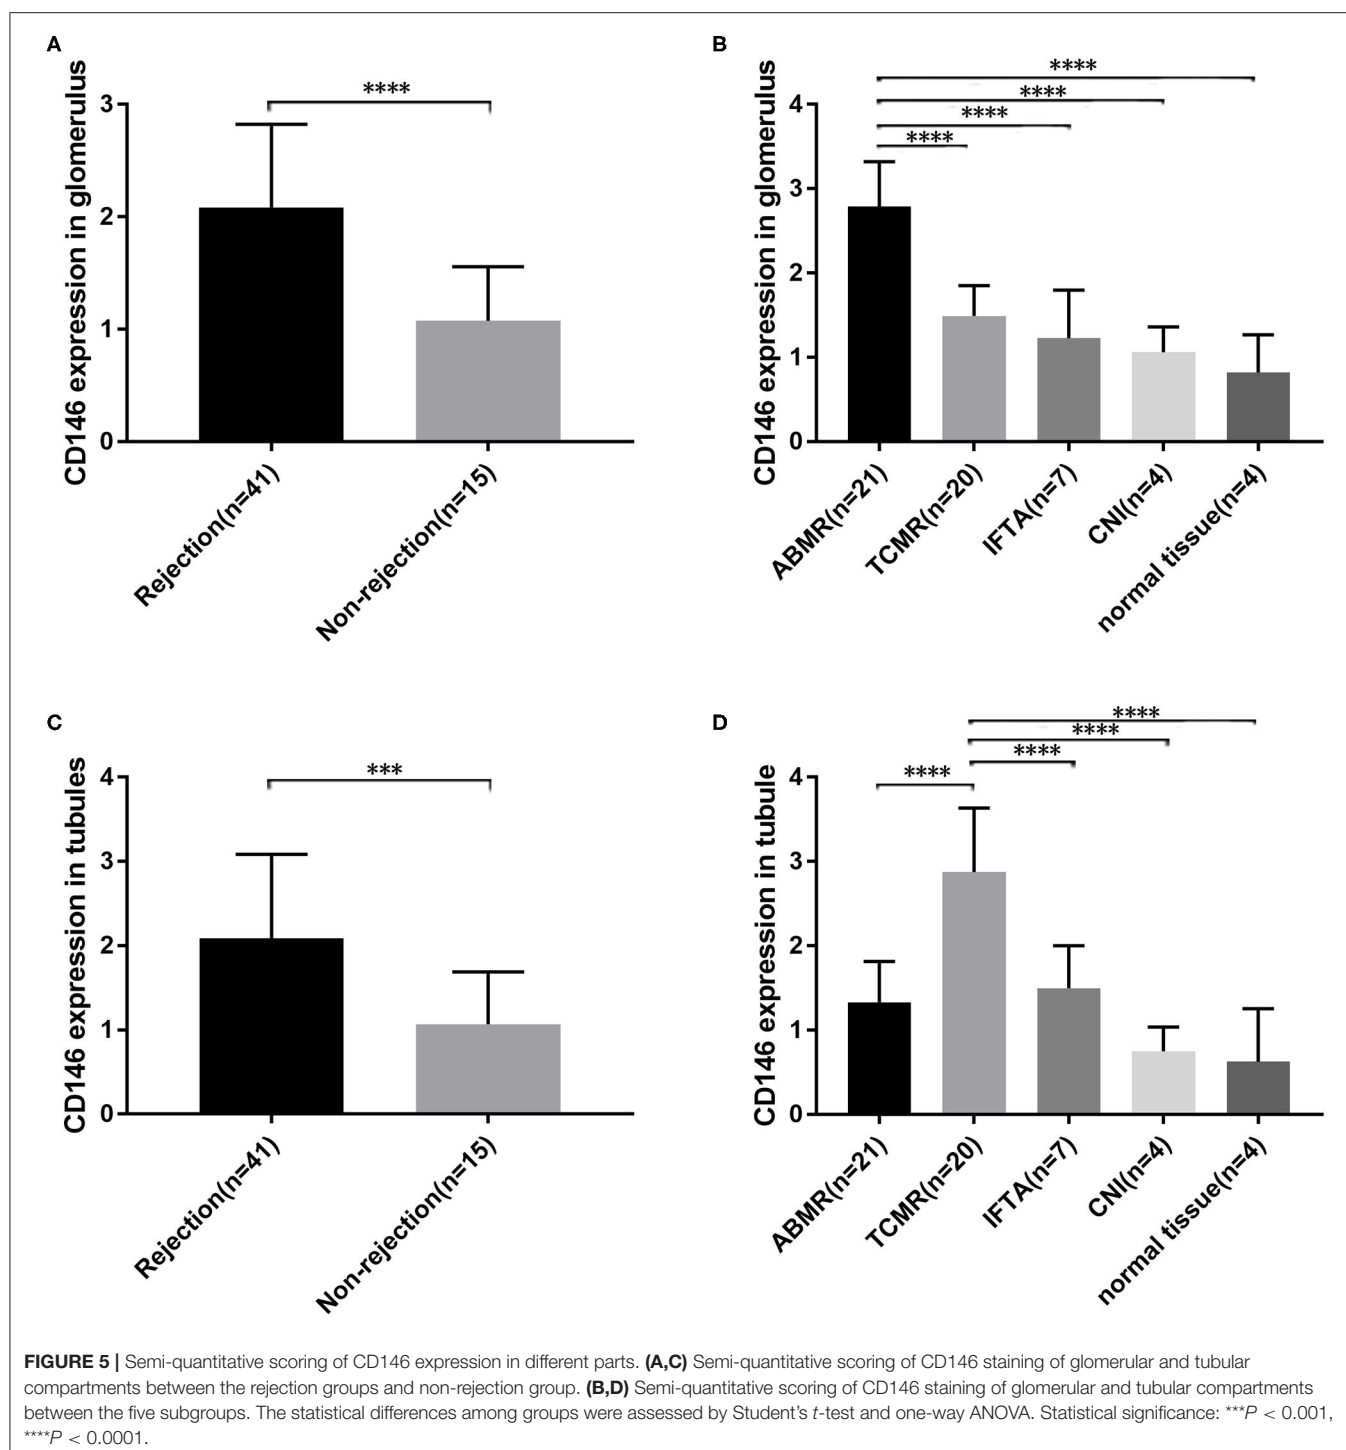 A
CD146 expression in glomerulus
3
2
1
0
****
Rejection(n=41)
Non-rejection(n=15)
B
CD146 expression in glomerulus
4
3
2
1
0
****
****
****
****
ABMR(n=21)
TCMR(n=20)
IFTA(n=7)
CNI(n=4)
normal tissue(n=4)
C
CD146 expression in tubules
4
3
2
1
0
***
Rejection(n=41)
Non-rejection(n=15)
D
CD146 expression in tubule
4
3
2
1
0
****
****
****
****
ABMR(n=21)
TCMR(n=20)
IFTA(n=7)
CNI(n=4)
normal tissue(n=4)
FIGURE 5 | Semi-quantitative scoring of CD146 expression in different parts. (A,C) Semi-quantitative scoring of CD146 staining of glomerular and tubular
compartments between the rejection groups and non-rejection group. (B,D) Semi-quantitative scoring of CD146 staining of glomerular and tubular compartments
between the five subgroups. The statistical differences among groups were assessed by Student's t-test and one-way ANOVA. Statistical significance: ***P < 0.001,
****P < 0.0001.